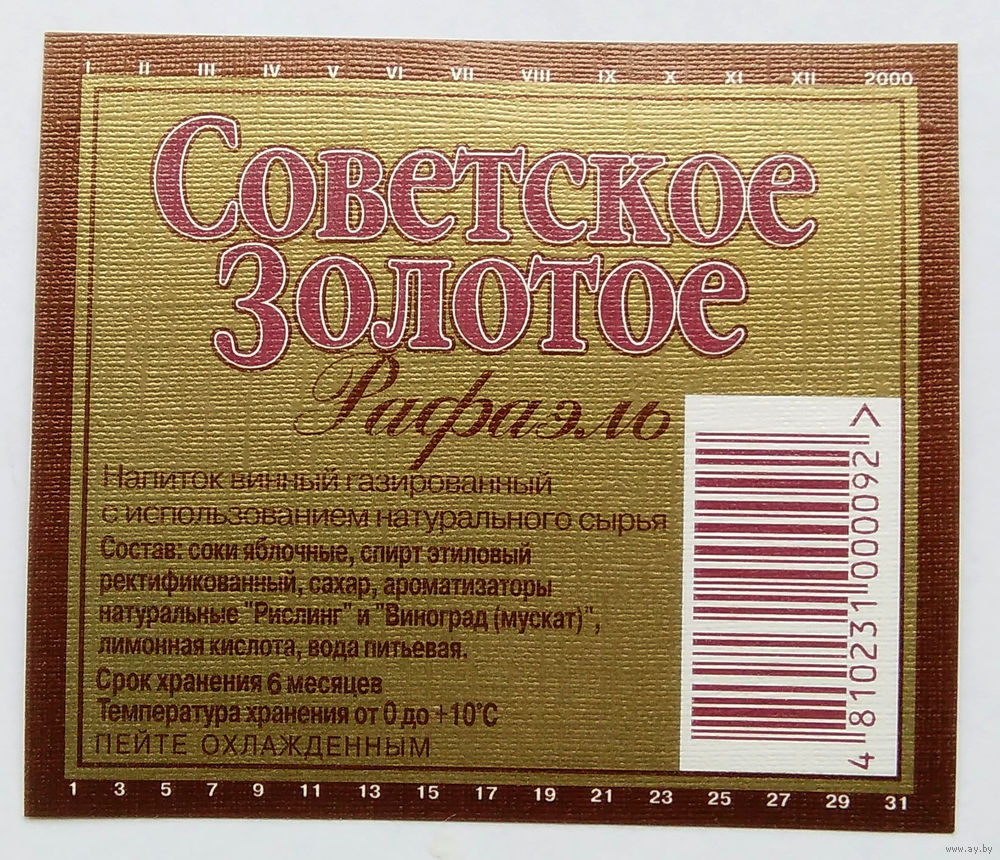 I II III IV V VI VII VIII IX X XI XII 2000
Советское
Золотое
Рафаэль
Напиток винный газированный
с использованием натурального сырья
Состав: соки яблочные, спирт этиловый
ректификованный, сахар, ароматизаторы
натуральные "Рислинг" и "Виноград (мускат)",
лимонная кислота, вода питьевая.
Срок хранения 6 месяцев
Температура хранения от 0 до +10°C
ПЕЙТЕ ОХЛАЖДЕННЫМ
4 810231 000092 >
1 3 5 7 9 11 13 15 17 19 21 23 25 27 29 31
www.ay.by